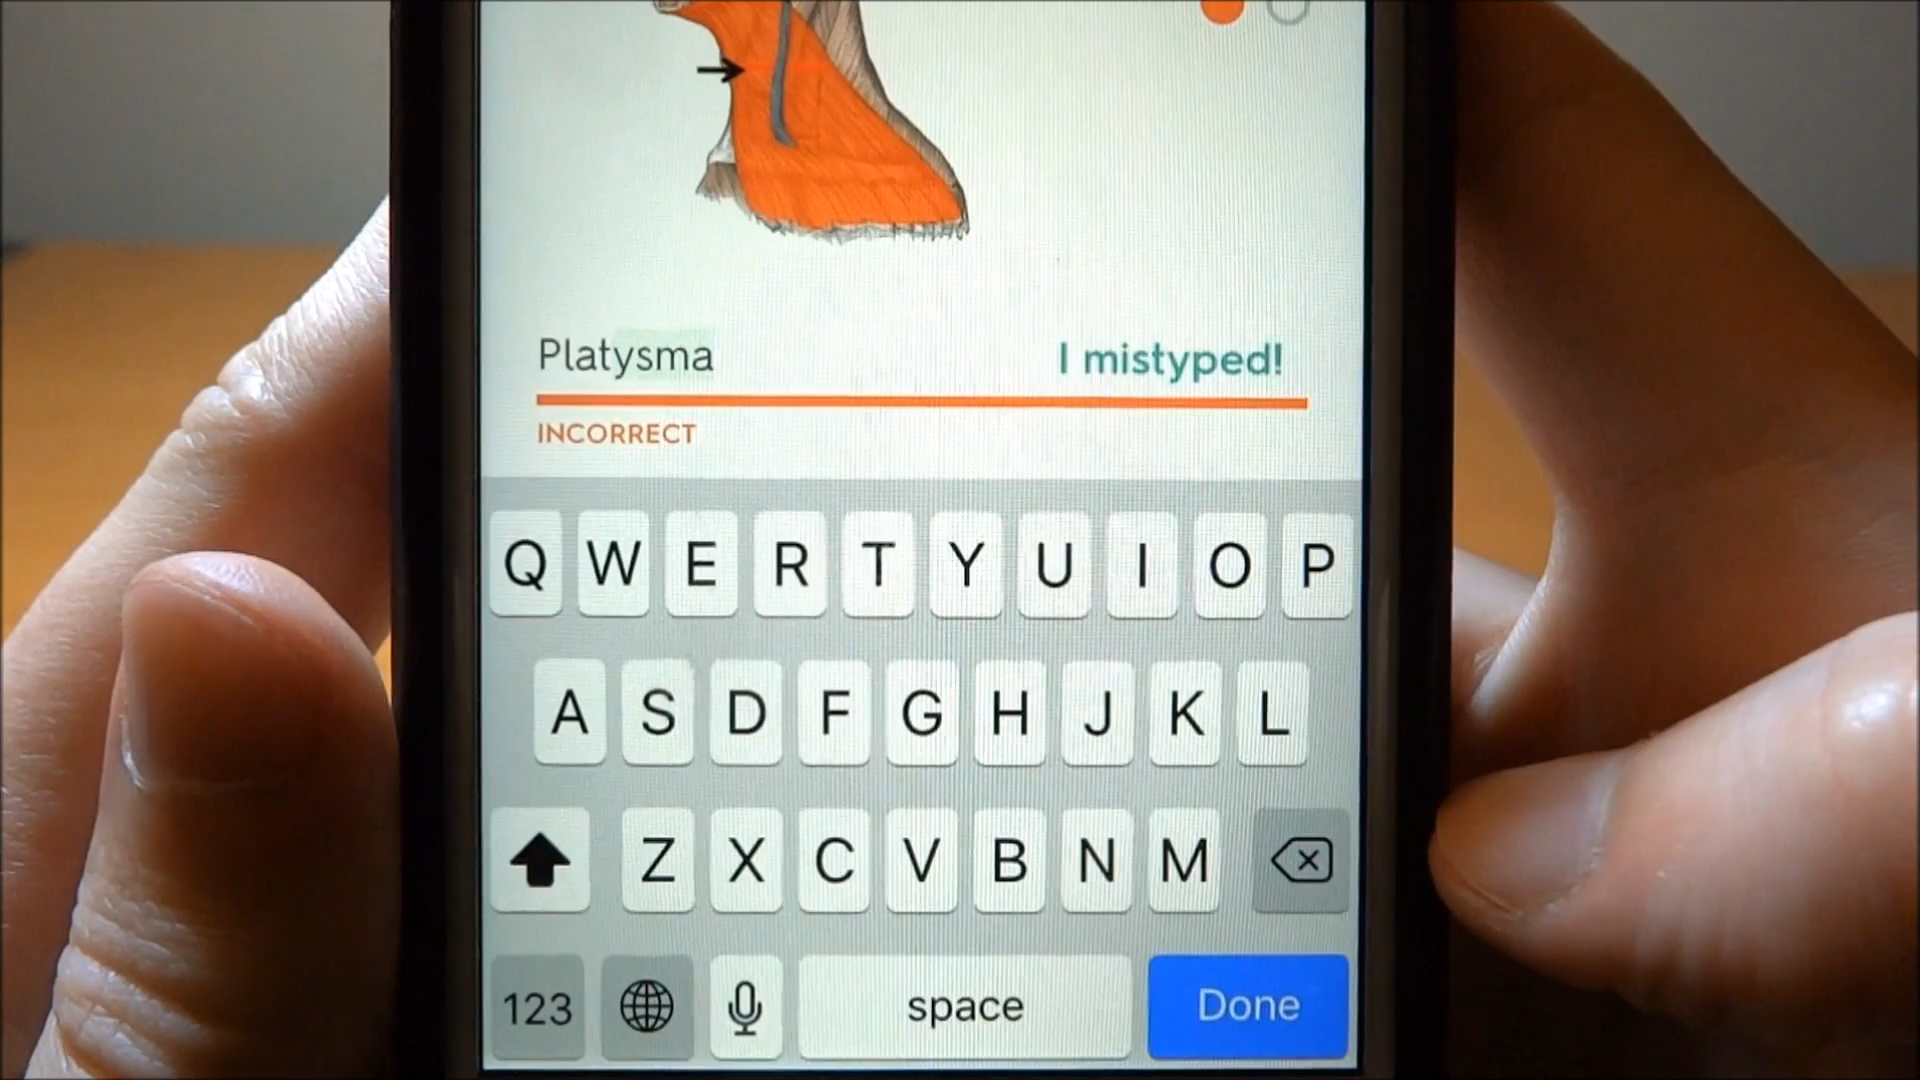 Platysma I mistyped!
INCORRECT
Q W E R T Y U I O P
A S D F G H J K L
Z X C V B N M
123 space Done